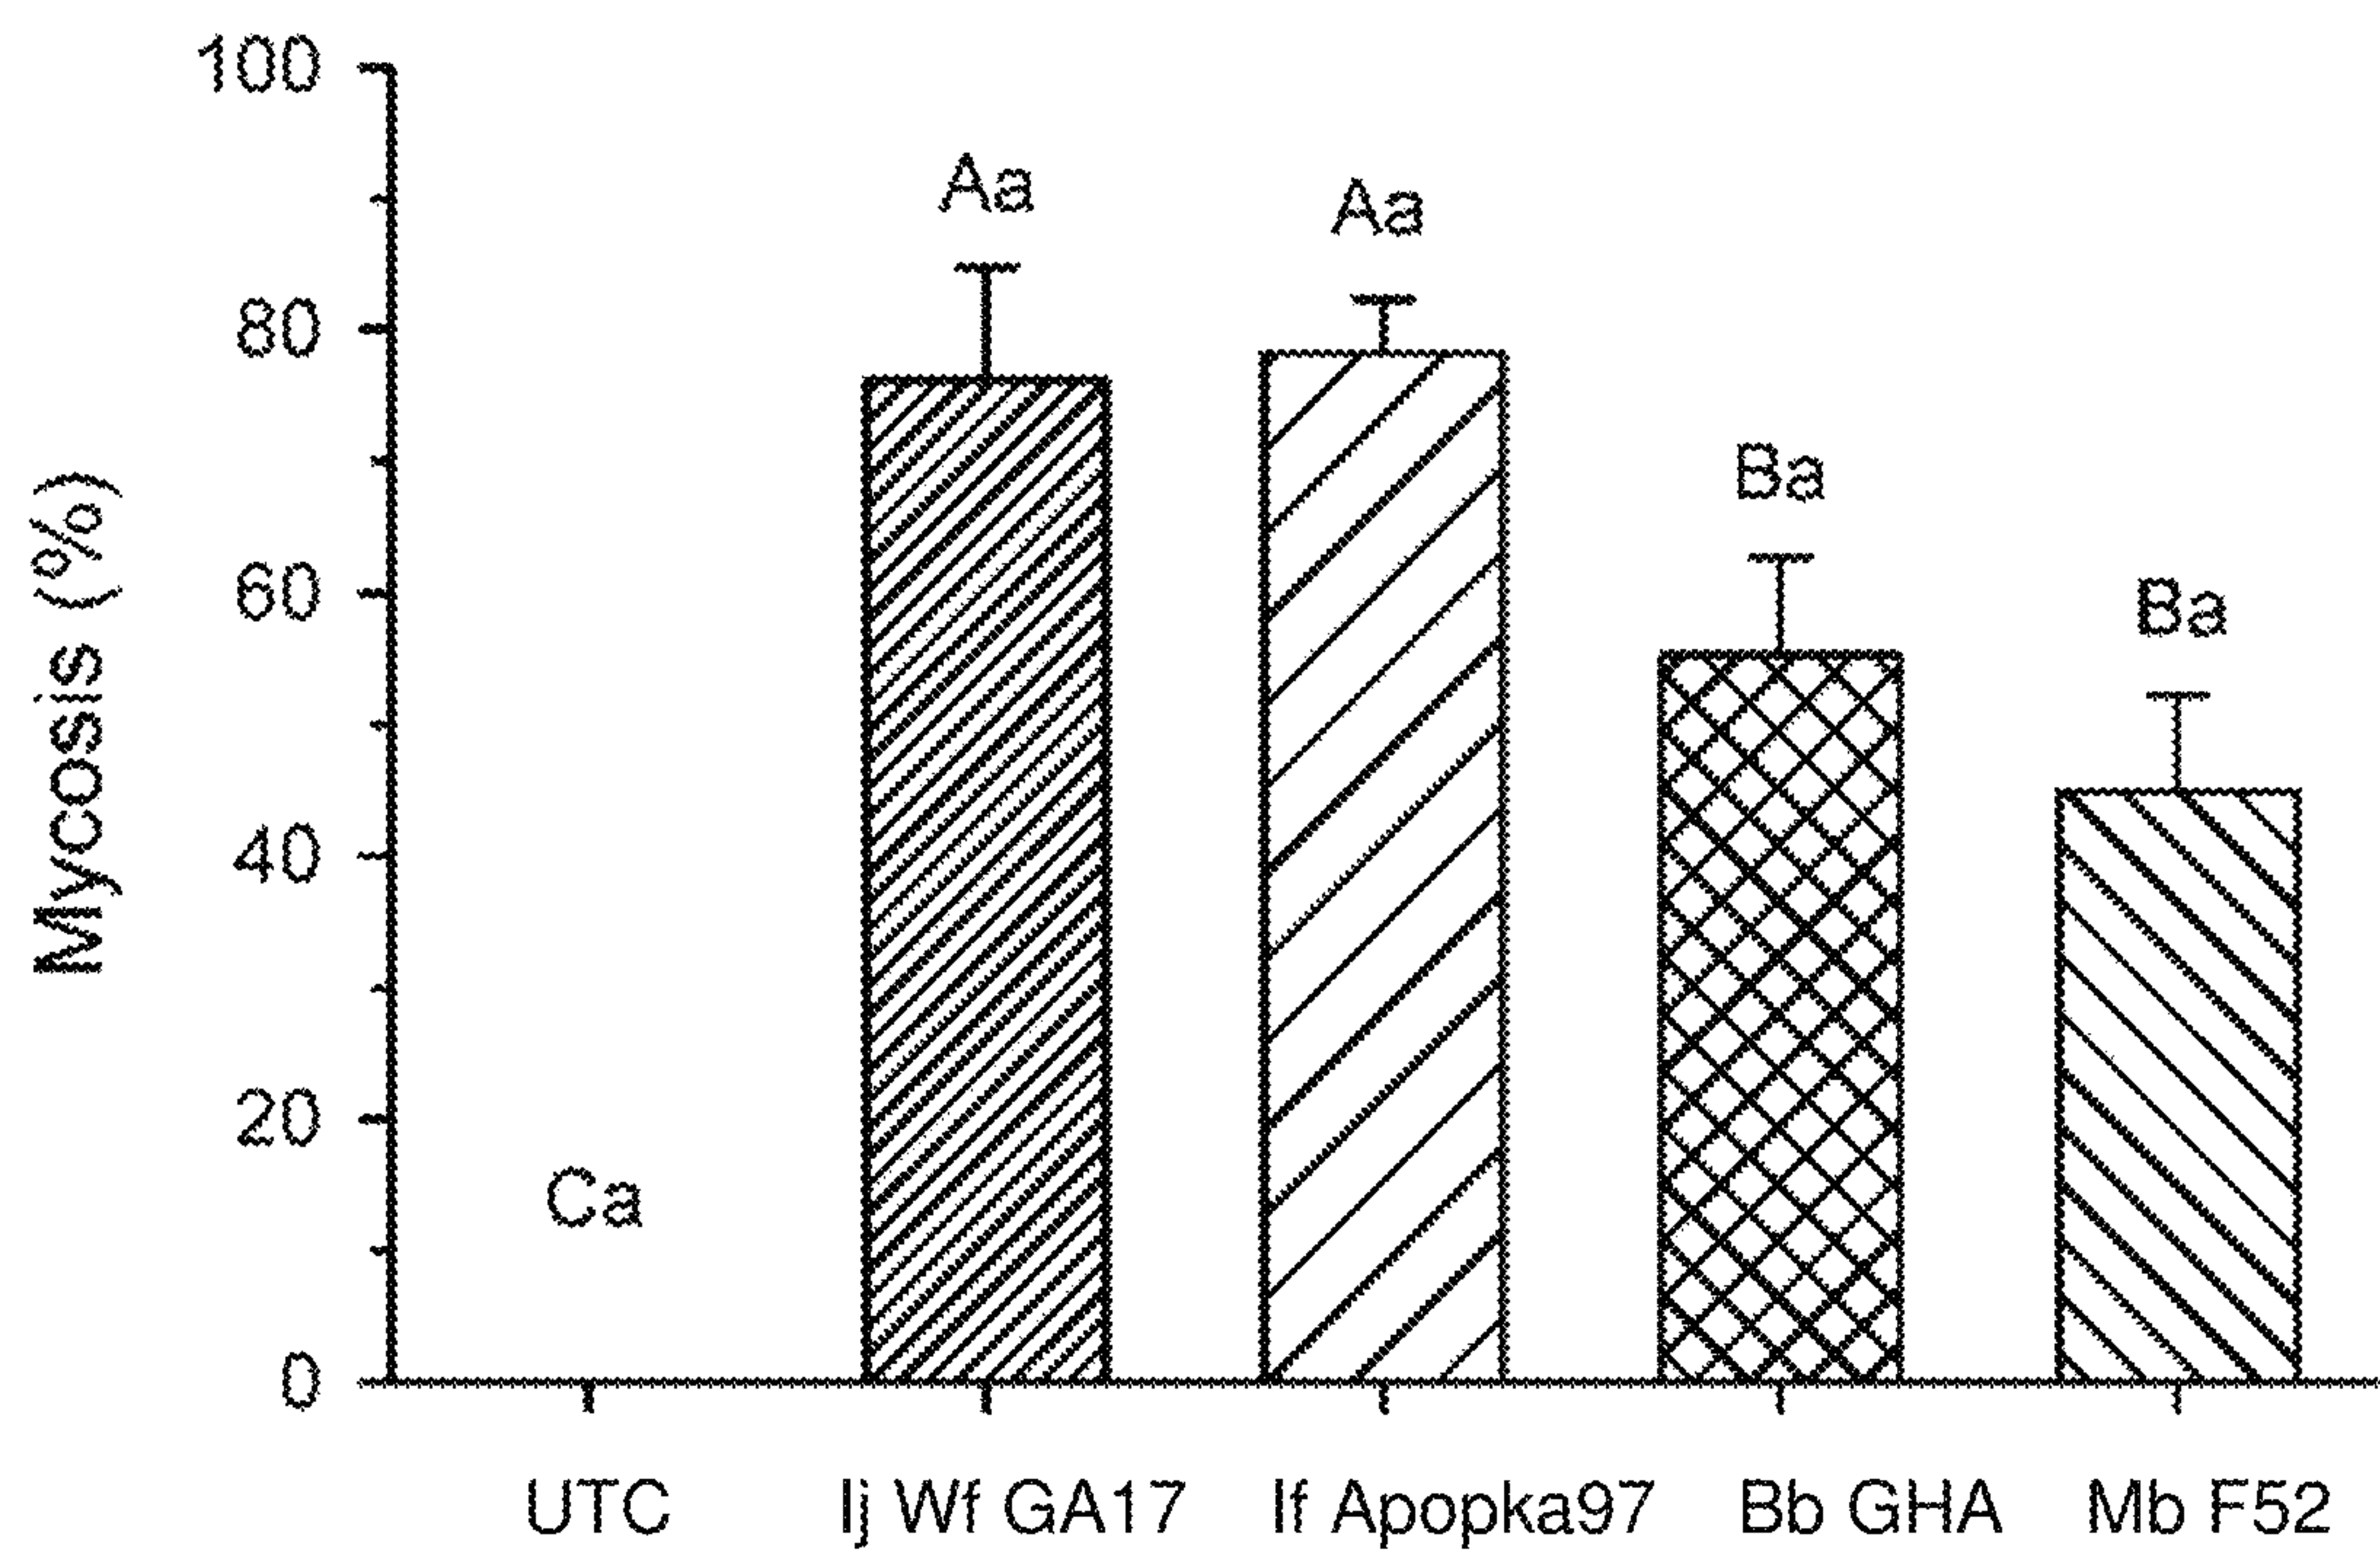 Mycosis (%)
100
80
60
40
20
0
Ca
Aa
Aa
Ba
Ba
UTC
Ij Wf GA17
If Apopka97
Bb GHA
Mb F52